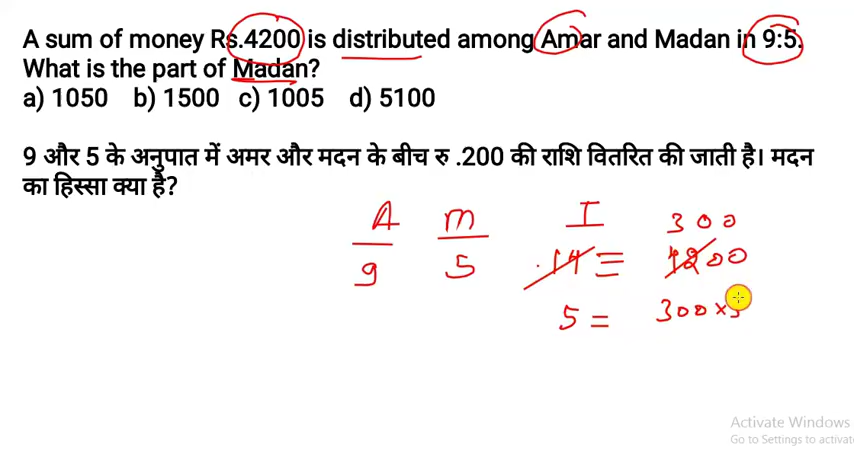 A sum of money Rs.4200 is distributed among Amar and Madan in 9:5.
What is the part of Madan?
a) 1050 b) 1500 c) 1005 d) 5100
9 और 5 के अनुपात में अमर और मदन के बीच रु .200 की राशि वितरित की जाती है। मदन
का हिस्सा क्या है?
A M I 300
9 5 14 = 4200
5 = 300 ×
Activate Windows
Go to Settings to activat